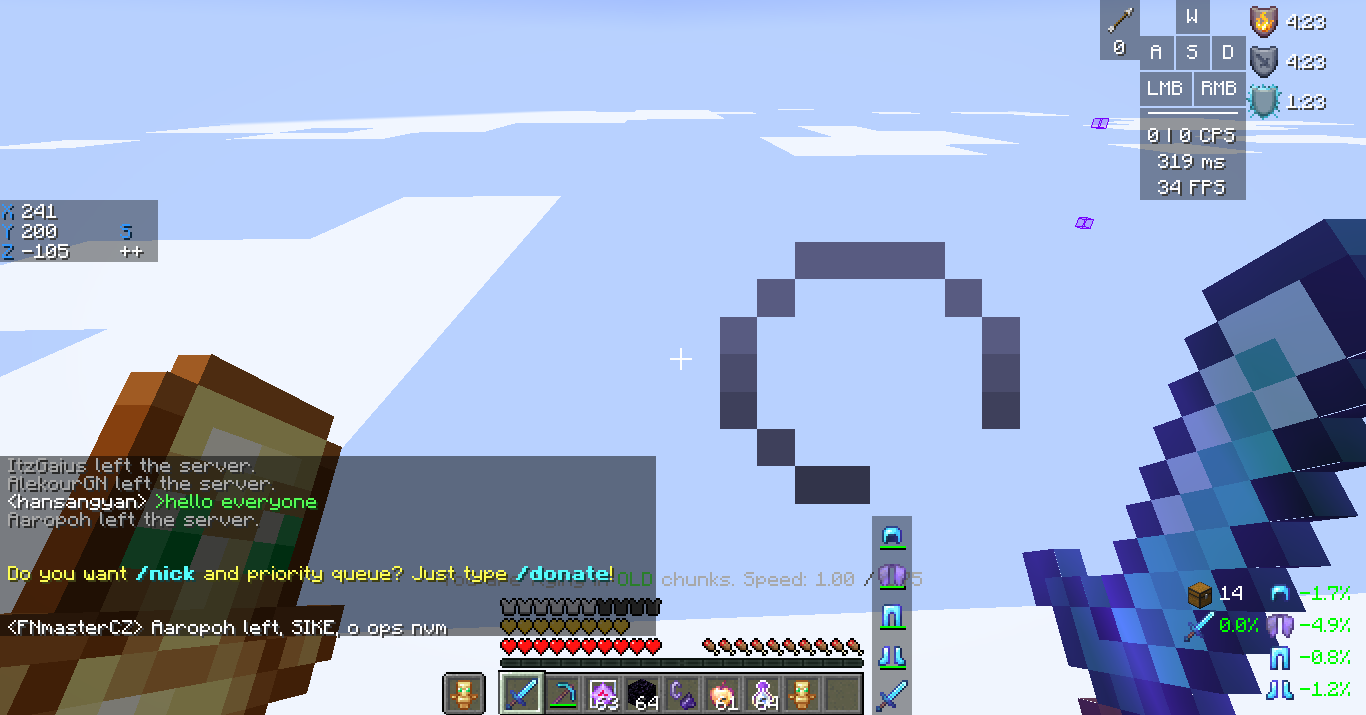 W
4:23
0
A S D
4:23
LMB RMB
1:23
0 | 0 CPS
319 ms
34 FPS
X 241
Y 200 S
Z -105 ++
ItzGaius left the server.
AlekourGN left the server.
<hansangyan> >hello everyone
Aaropoh left the server.
Do you want /nick and priority queue? Just type /donate!
OLD chunks. Speed: 1.00 /
<FNmasterCZ> Aaropoh left, SIKE, o ops nvm
14 -1.7%
0.0% -4.9%
-0.8%
-1.2%
63 64 61 64